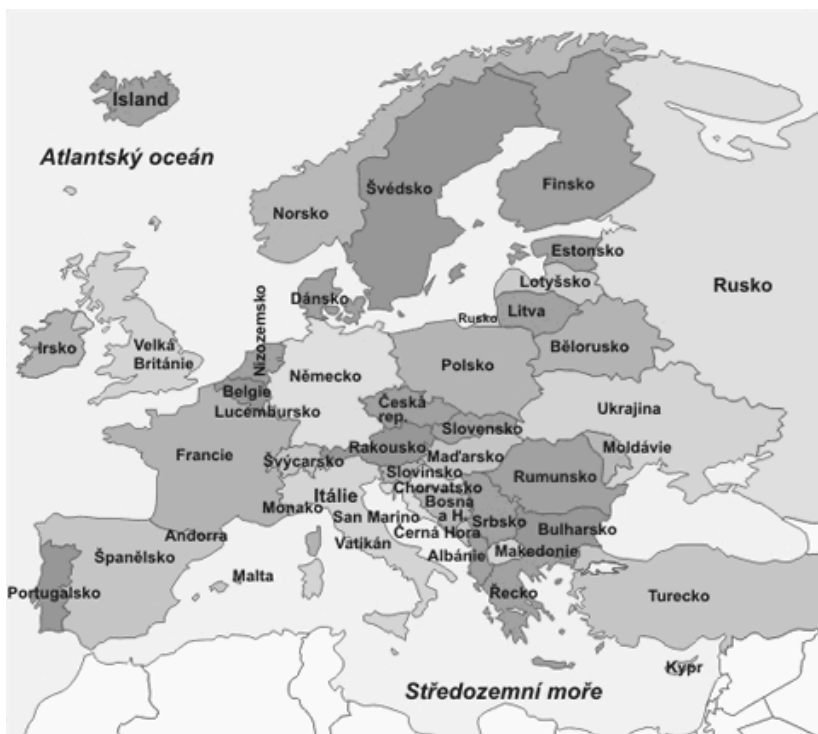 Island
Atlantský oceán
Norsko
Švédsko
Finsko
Estonsko
Lotyšsko
Litva
Rusko
Rusko
Dánsko
Nizozemsko
Irsko
Velká
Británie
Belgie
Lucembursko
Německo
Polsko
Bělorusko
Ukrajina
Česká
rep.
Slovensko
Moldávie
Francie
Švýcarsko
Rakousko
Maďarsko
Slovinsko
Rumunsko
Chorvatsko
Itálie
Monako
San Marino
Bosna
a H.
Srbsko
Bulharsko
Andorra
Vatikán
Černá Hora
Albánie
Makedonie
Španělsko
Portugalsko
Malta
Řecko
Turecko
Kypr
Středozemní moře